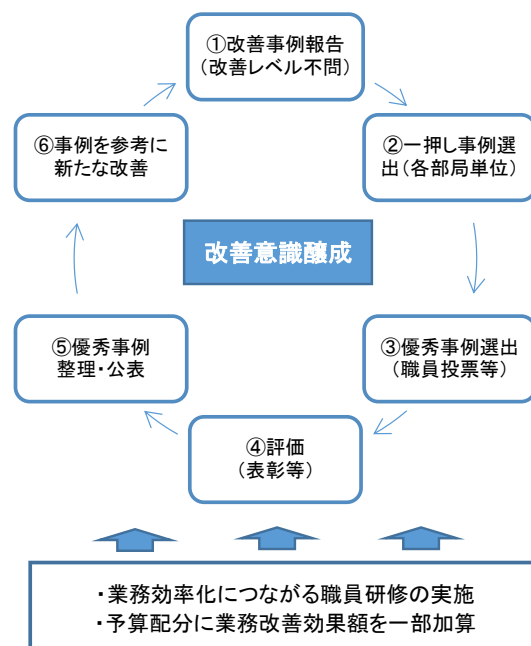 ①改善事例報告
(改善レベル不問)
②一押し事例選
出(各部局単位)
③優秀事例選出
(職員投票等)
④評価
(表彰等)
⑤優秀事例
整理・公表
⑥事例を参考に
新たな改善
改善意識醸成
・業務効率化につながる職員研修の実施
・予算配分に業務改善効果額を一部加算